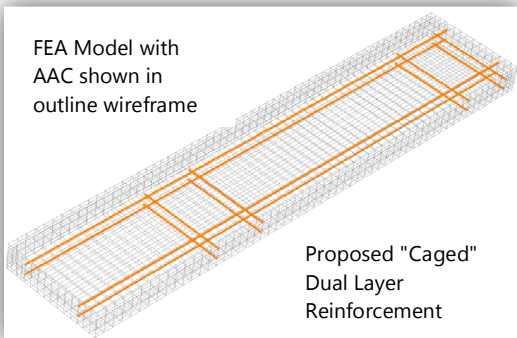 FEA Model with
AAC shown in
outline wireframe
Proposed "Caged"
Dual Layer
Reinforcement